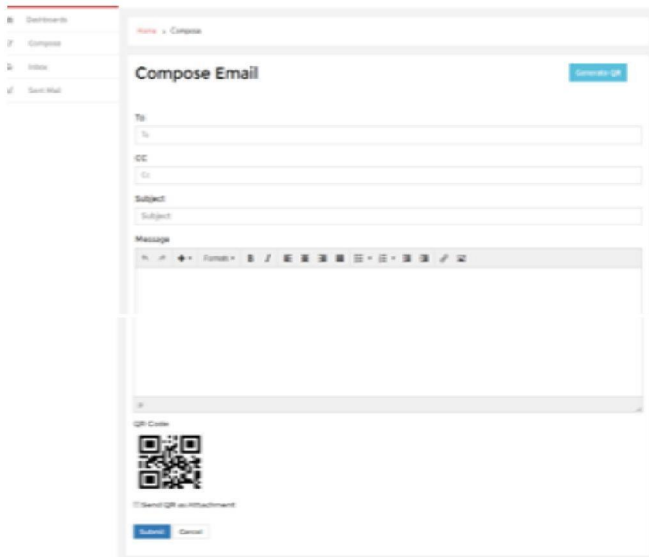 Dashboards
Compose
Inbox
Sent Mail
Home > Compose
Compose Email
Generate QR
To
To
CC
Cc
Subject
Subject
Message
Formats
B I
p
QR Code
Send QR as Attachment
Submit Cancel